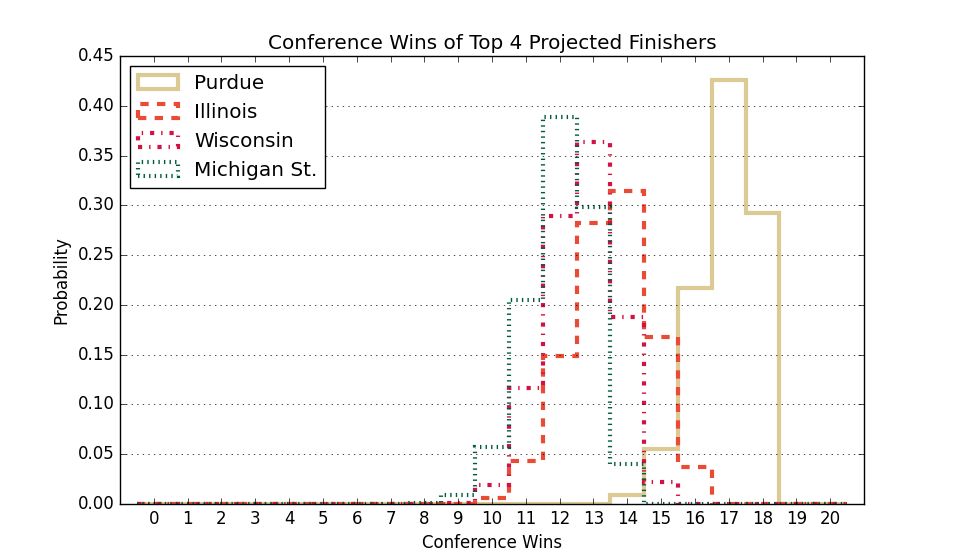 Conference Wins of Top 4 Projected Finishers
0.45
0.40
0.35
0.30
0.25
0.20
0.15
0.10
0.05
0.00
Probability
Purdue
Illinois
Wisconsin
Michigan St.
0 1 2 3 4 5 6 7 8 9 10 11 12 13 14 15 16 17 18 19 20
Conference Wins